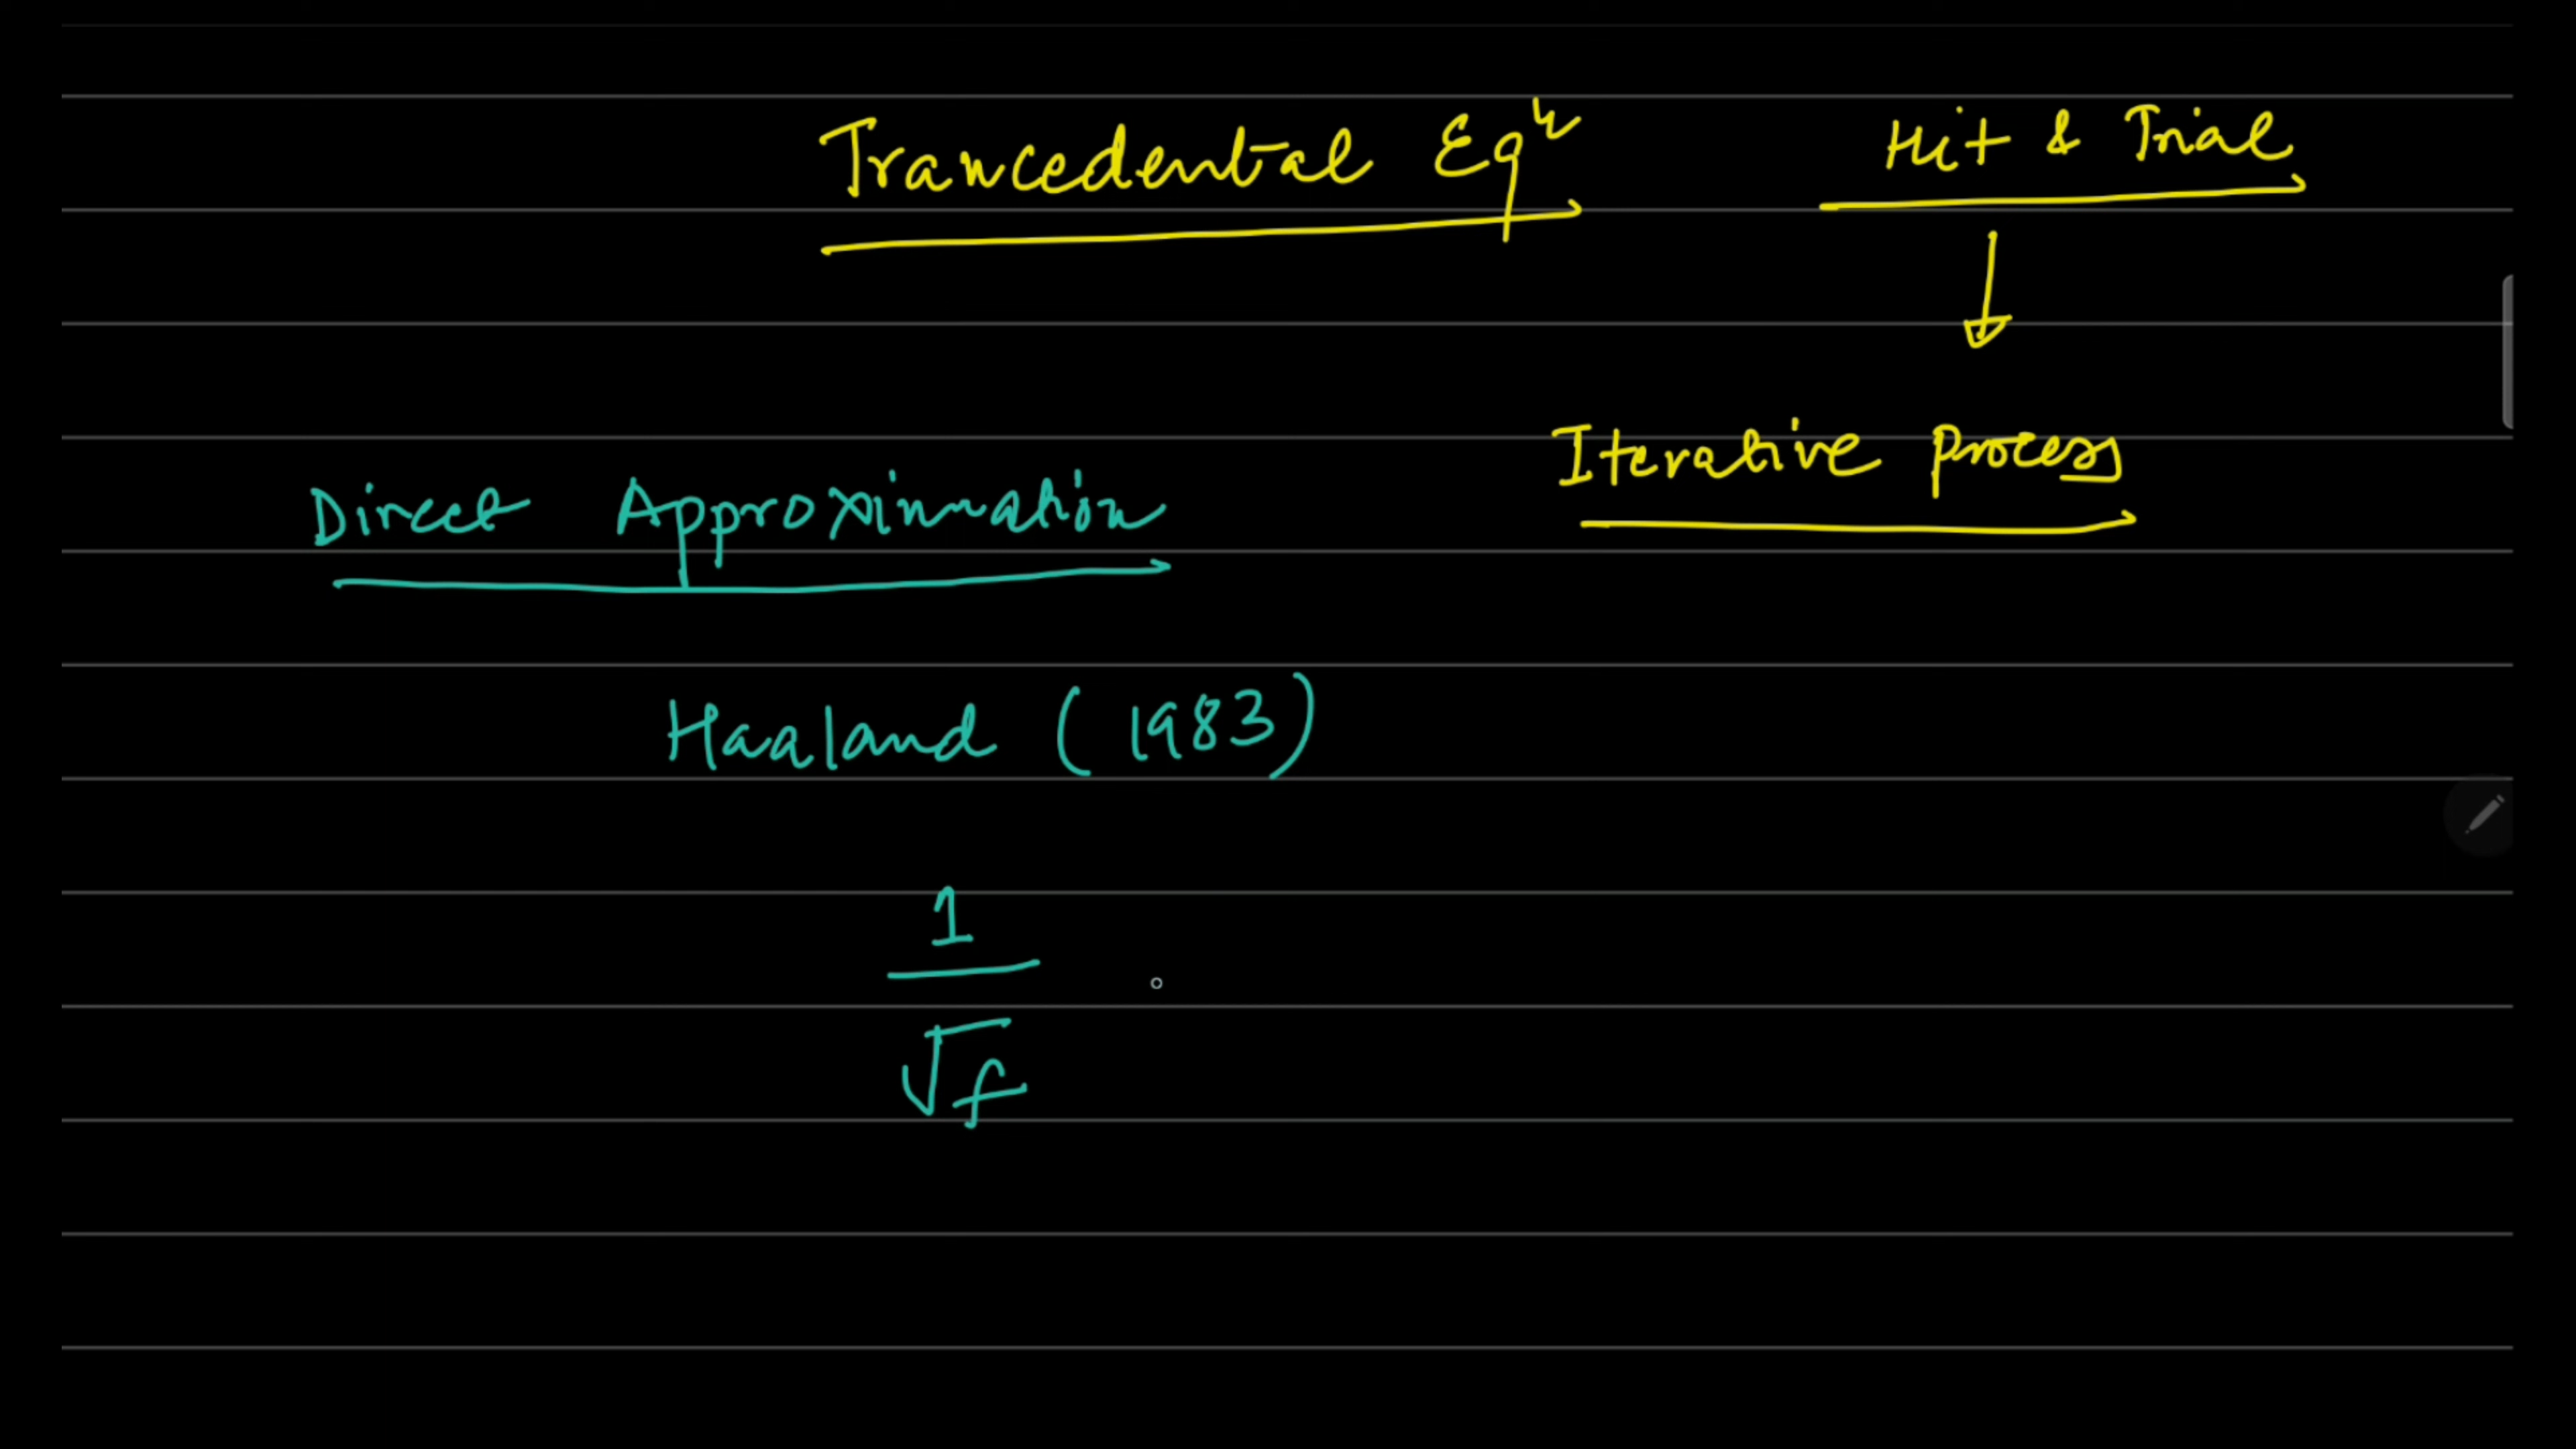 Trancedental Eqn Hit & Trial
Iterative process
Direct Approximation
Haaland (1983)
1
√f